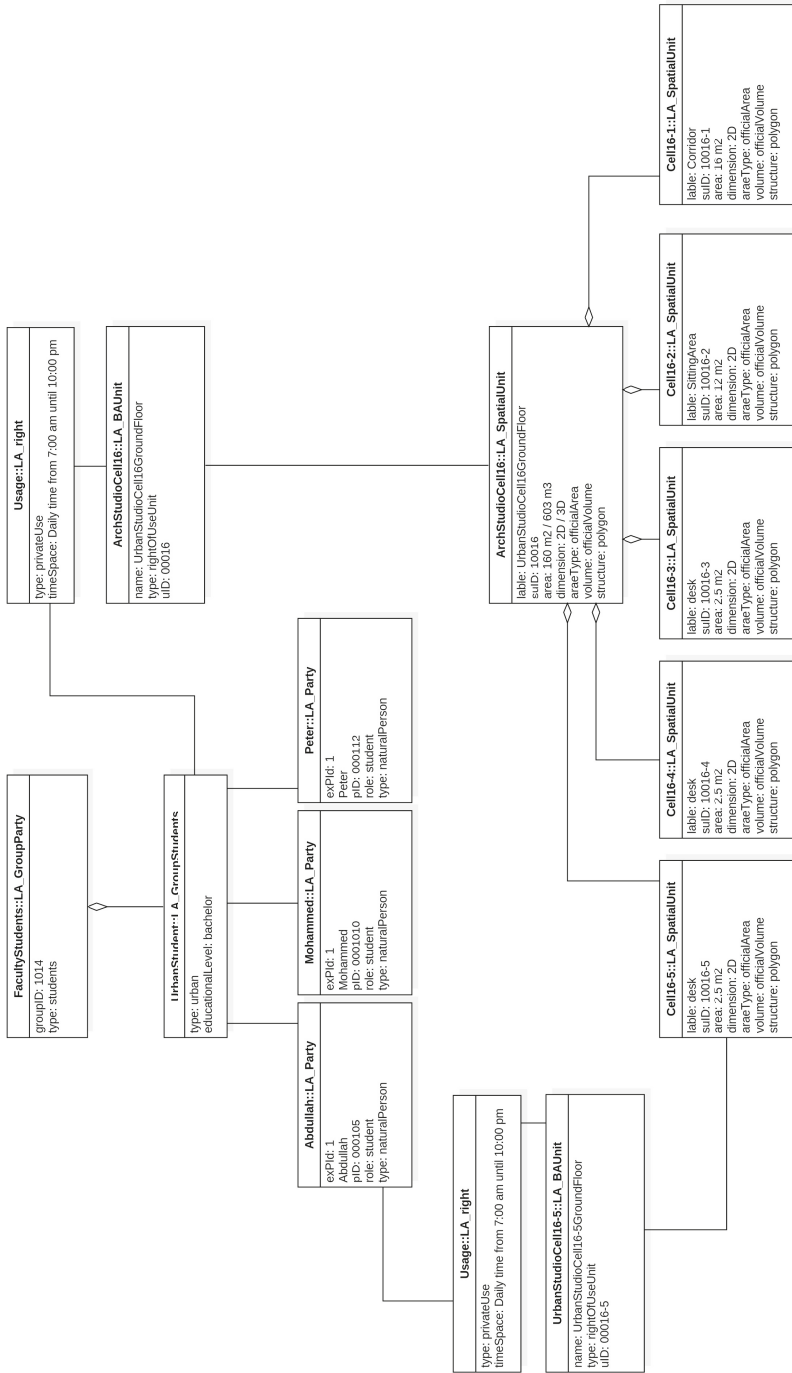 FacultyStudents::LA_GroupParty
groupID: 1014
type: students
Usage::LA_right
type: privateUse
timeSpace: Daily time from 7:00 am until 10:00 pm
ArchStudioCell16::LA_BAUnit
name: UrbanStudioCell16GroundFloor
type: rightOfUseUnit
uID: 00016
UrbanStudent::LA_GroupStudents
type: urban
educationalLevel: bachelor
Abdullah::LA_Party
exPId: 1
Abdullah
pID: 000105
role: student
type: naturalPerson
Mohammed::LA_Party
exPId: 1
Mohammed
pID: 0001010
role: student
type: naturalPerson
Peter::LA_Party
exPId: 1
Peter
pID: 000112
role: student
type: naturalPerson
Usage::LA_right
type: privateUse
timeSpace: Daily time from 7:00 am until 10:00 pm
UrbanStudioCell16-5::LA_BAUnit
name: UrbanStudioCell16-5GroundFloor
type: rightOfUseUnit
uID: 00016-5
ArchStudioCell16::LA_SpatialUnit
lable: UrbanStudioCell16GroundFloor
suID: 10016
area: 160 m2 / 603 m3
dimension: 2D / 3D
araeType: officialArea
volume: officialVolume
structure: polygon
Cell16-5::LA_SpatialUnit
lable: desk
suID: 10016-5
area: 2.5 m2
dimension: 2D
araeType: officialArea
volume: officialVolume
structure: polygon
Cell16-4::LA_SpatialUnit
lable: desk
suID: 10016-4
area: 2.5 m2
dimension: 2D
araeType: officialArea
volume: officialVolume
structure: polygon
Cell16-3::LA_SpatialUnit
lable: desk
suID: 10016-3
area: 2.5 m2
dimension: 2D
araeType: officialArea
volume: officialVolume
structure: polygon
Cell16-2::LA_SpatialUnit
lable: SittingArea
suID: 10016-2
area: 12 m2
dimension: 2D
araeType: officialArea
volume: officialVolume
structure: polygon
Cell16-1::LA_SpatialUnit
lable: Corridor
suID: 10016-1
area: 16 m2
dimension: 2D
araeType: officialArea
volume: officialVolume
structure: polygon